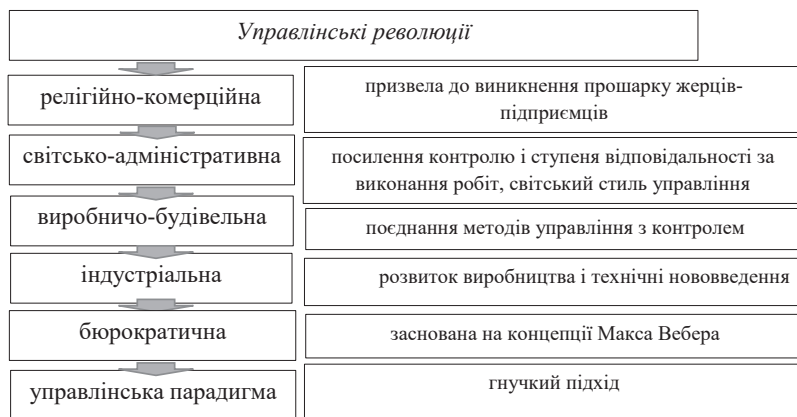 Управлінські революції
релігійно-комерційна
призвела до виникнення прошарку жерців-
підприємців
світсько-адміністративна
посилення контролю і ступеня відповідальності за
виконання робіт, світський стиль управління
виробничо-будівельна
поєднання методів управління з контролем
індустріальна
розвиток виробництва і технічні нововведення
бюрократична
заснована на концепції Макса Вебера
управлінська парадигма
гнучкий підхід